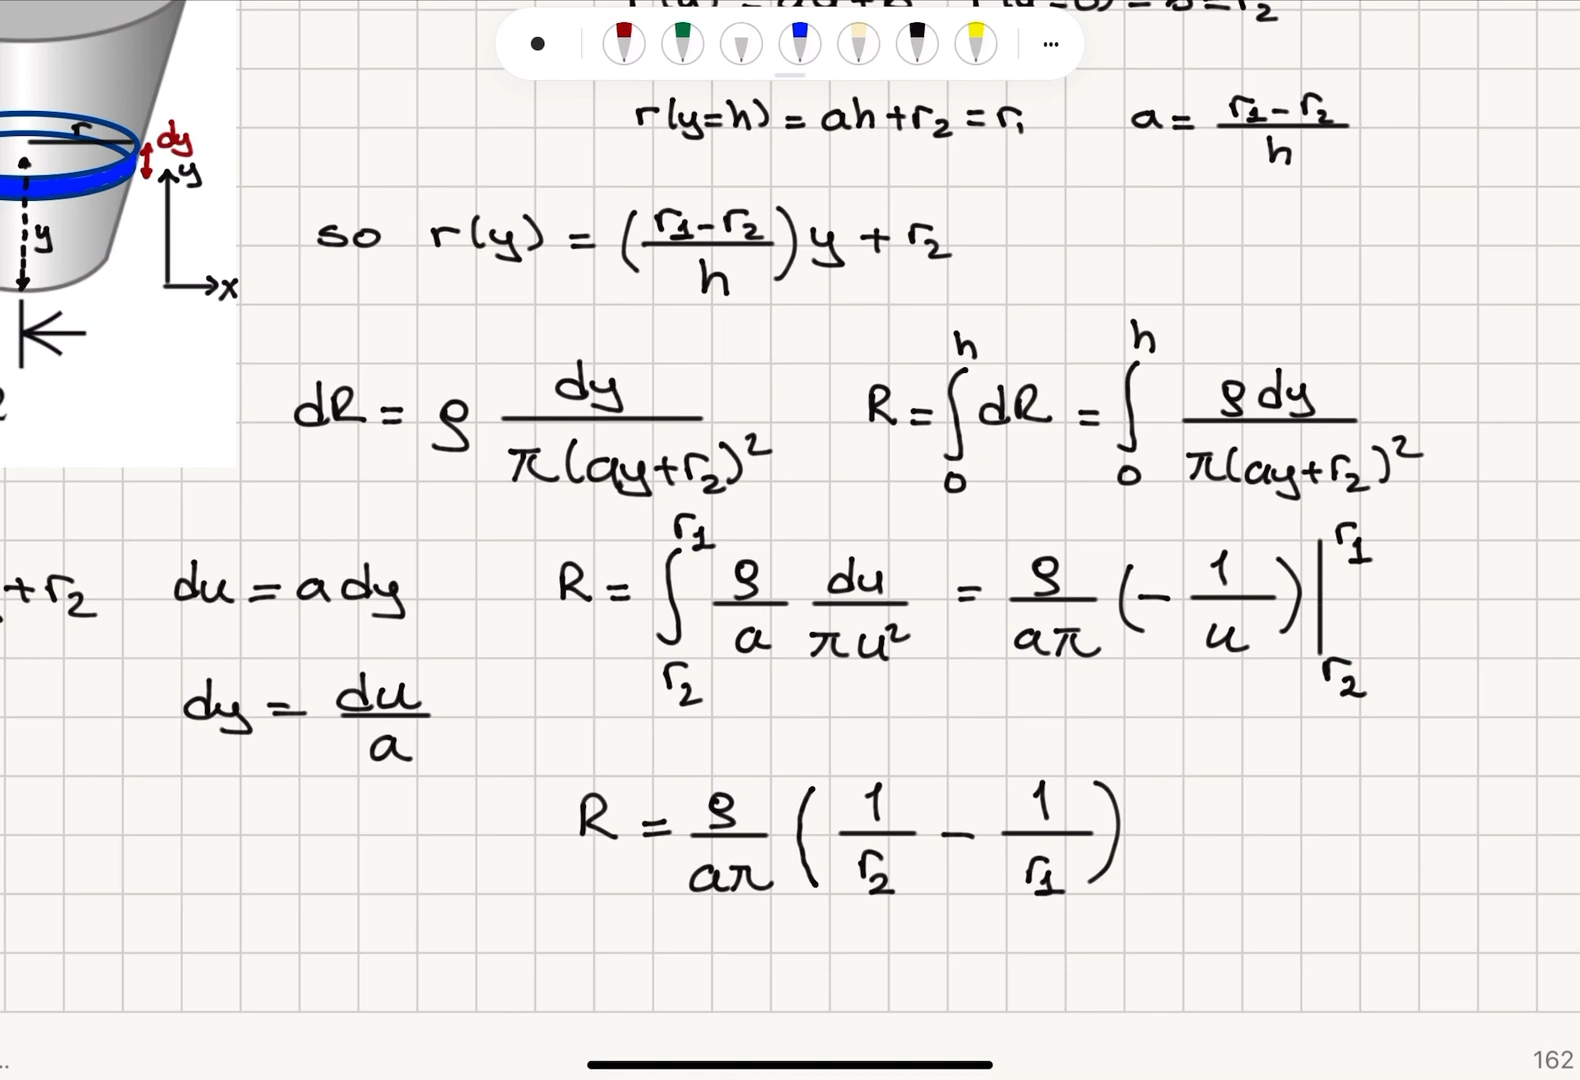 r(y=h) = ah+r₂ = r₁ a = (r₁-r₂)/h
r dy
y
y
x
so r(y) = ((r₁-r₂)/h) y + r₂
dR = ρ dy/(π(ay+r₂)²) R = ∫₀ʰ dR = ∫₀ʰ ρdy/(π(ay+r₂)²)
+r₂ du = a dy R = ∫_{r₂}^{r₁} ρ/a du/(πu²) = ρ/(aπ) (- 1/u) |_{r₂}^{r₁}
dy = du/a
R = ρ/(aπ) (1/r₂ - 1/r₁)
162